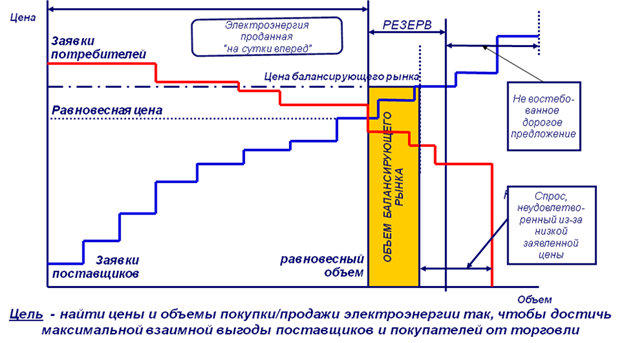 Цена
Электроэнергия
проданная
"на сутки вперед"
РЕЗЕРВ
Заявки
потребителей
Цена балансирующего рынка
Равновесная цена
Не востебо-
ванное
дорогое
предложение
ОБЪЕМ БАЛАНСИРУЮЩЕГО
РЫНКА
Спрос,
неудовлетво-
ренный из-за
низкой
заявленной
цены
Заявки
поставщиков
равновесный
объем
Объем
Цель - найти цены и объемы покупки/продажи электроэнергии так, чтобы достичь
максимальной взаимной выгоды поставщиков и покупателей от торговли